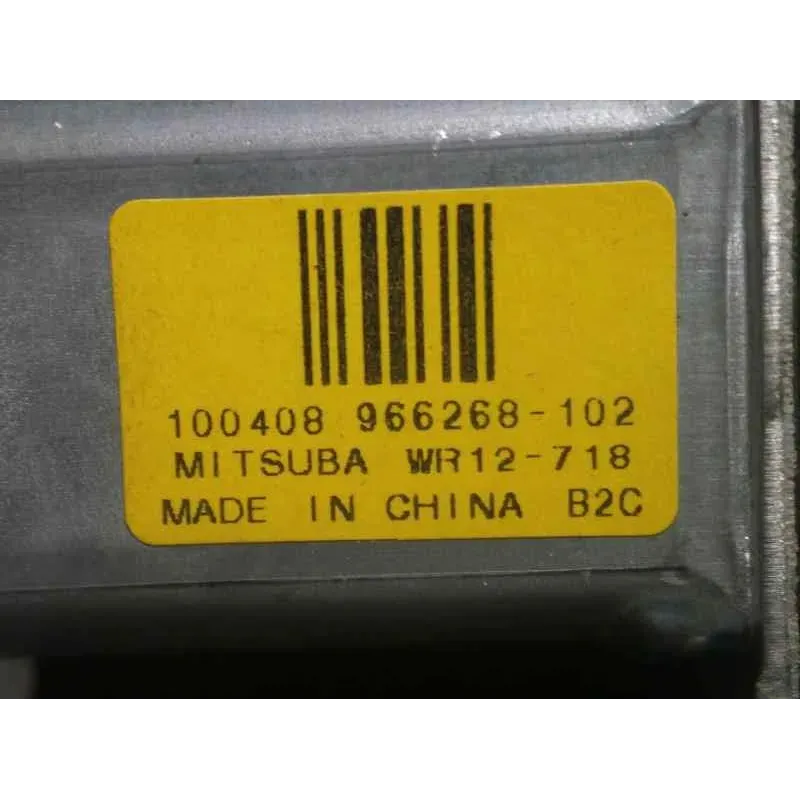 100408 966268-102
MITSUBA WR12-718
MADE IN CHINA B2C